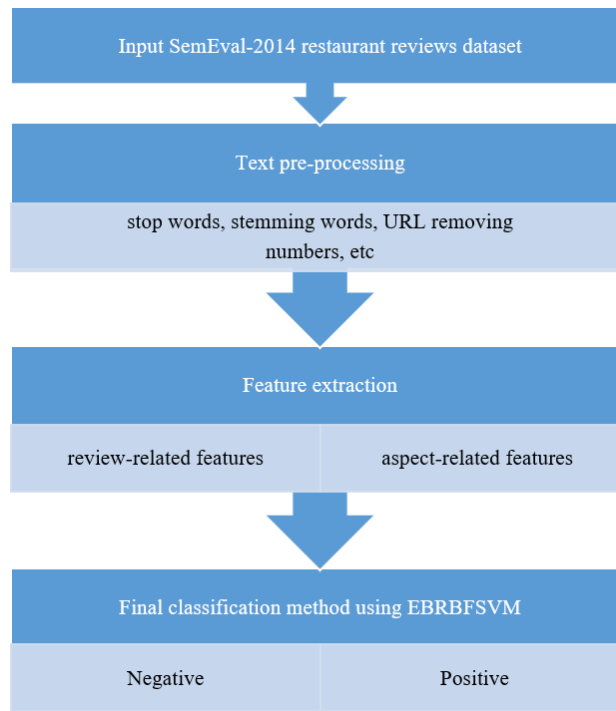 Input SemEval-2014 restaurant reviews dataset
Text pre-processing
stop words, stemming words, URL removing
numbers, etc
Feature extraction
review-related features
aspect-related features
Final classification method using EBRBFSVM
Negative
Positive